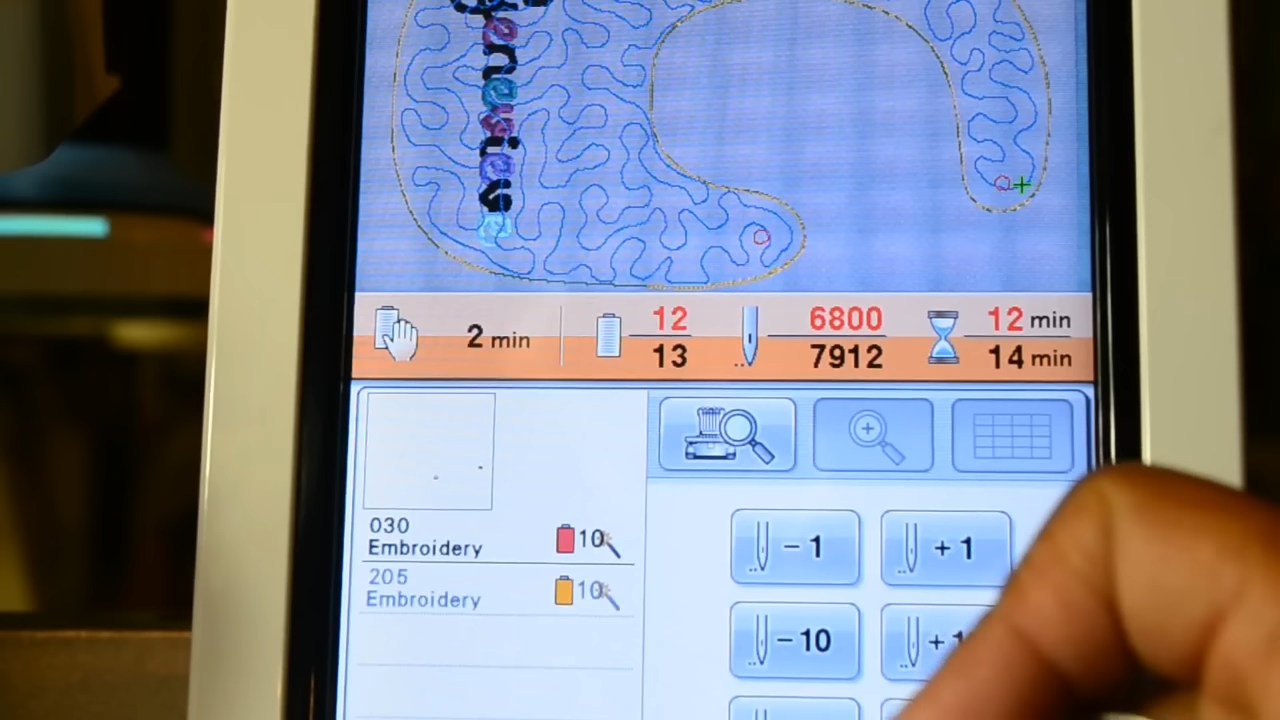 2 min
12
13
6800
7912
12 min
14 min
030
Embroidery
10
205
Embroidery
10
- 1
+ 1
- 10